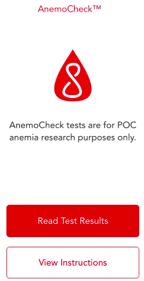 AnemoCheck™
AnemoCheck tests are for POC
anemia research purposes only.
Read Test Results
View Instructions